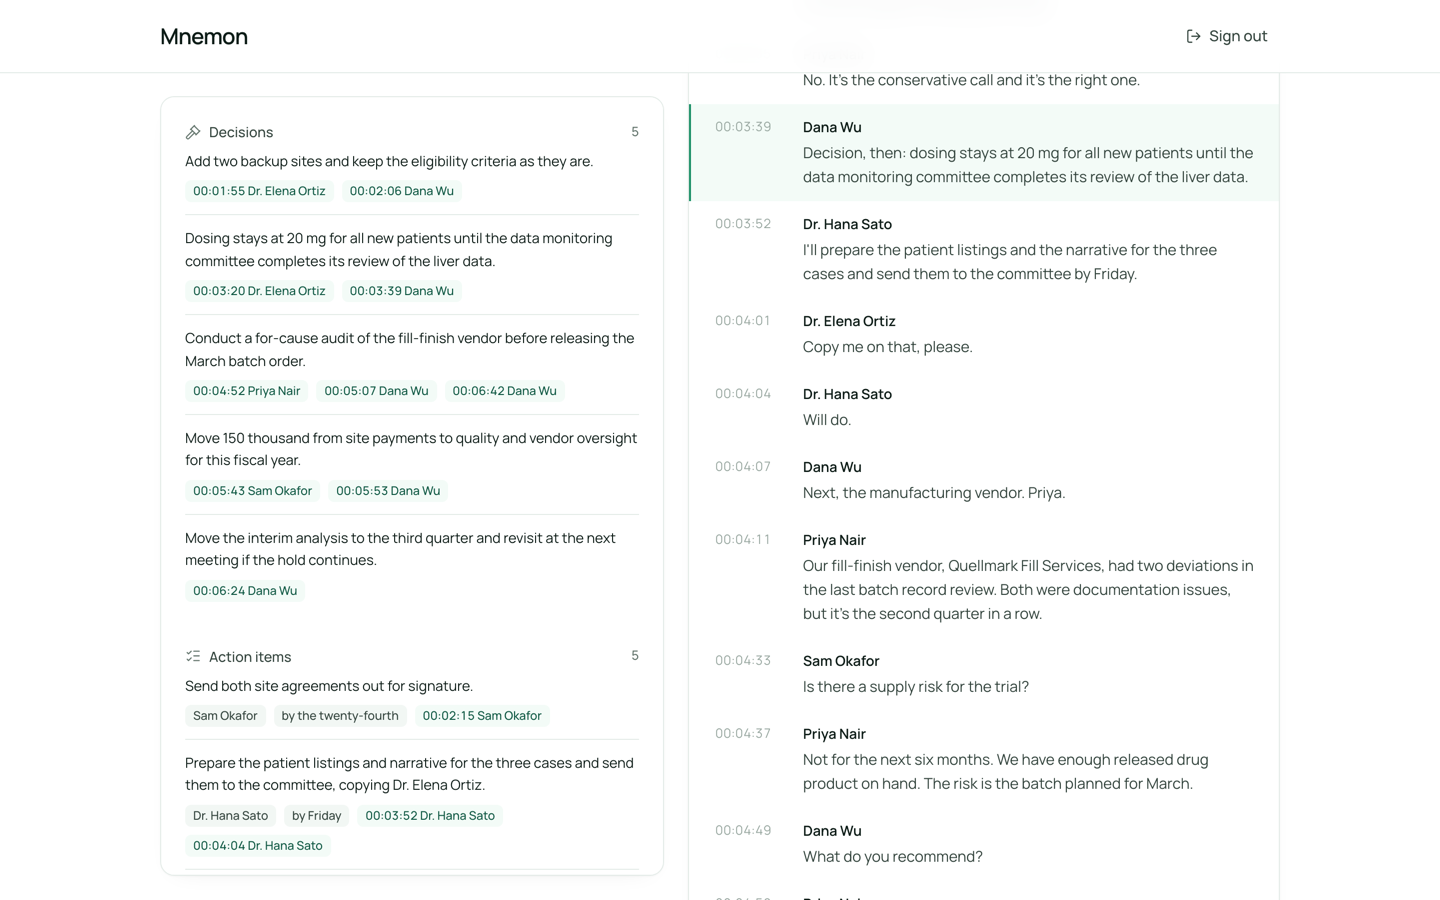 Mnemon
Sign out
Decisions 5
Add two backup sites and keep the eligibility criteria as they are.
00:01:55 Dr. Elena Ortiz 00:02:06 Dana Wu
Dosing stays at 20 mg for all new patients until the data monitoring
committee completes its review of the liver data.
00:03:20 Dr. Elena Ortiz 00:03:39 Dana Wu
Conduct a for-cause audit of the fill-finish vendor before releasing the
March batch order.
00:04:52 Priya Nair 00:05:07 Dana Wu 00:06:42 Dana Wu
Move 150 thousand from site payments to quality and vendor oversight
for this fiscal year.
00:05:43 Sam Okafor 00:05:53 Dana Wu
Move the interim analysis to the third quarter and revisit at the next
meeting if the hold continues.
00:06:24 Dana Wu
Action items 5
Send both site agreements out for signature.
Sam Okafor by the twenty-fourth 00:02:15 Sam Okafor
Prepare the patient listings and narrative for the three cases and send
them to the committee, copying Dr. Elena Ortiz.
Dr. Hana Sato by Friday 00:03:52 Dr. Hana Sato
00:04:04 Dr. Hana Sato
No. It's the conservative call and it's the right one.
00:03:39 Dana Wu
Decision, then: dosing stays at 20 mg for all new patients until the
data monitoring committee completes its review of the liver data.
00:03:52 Dr. Hana Sato
I'll prepare the patient listings and the narrative for the three
cases and send them to the committee by Friday.
00:04:01 Dr. Elena Ortiz
Copy me on that, please.
00:04:04 Dr. Hana Sato
Will do.
00:04:07 Dana Wu
Next, the manufacturing vendor. Priya.
00:04:11 Priya Nair
Our fill-finish vendor, Quellmark Fill Services, had two deviations in
the last batch record review. Both were documentation issues,
but it's the second quarter in a row.
00:04:33 Sam Okafor
Is there a supply risk for the trial?
00:04:37 Priya Nair
Not for the next six months. We have enough released drug
product on hand. The risk is the batch planned for March.
00:04:49 Dana Wu
What do you recommend?